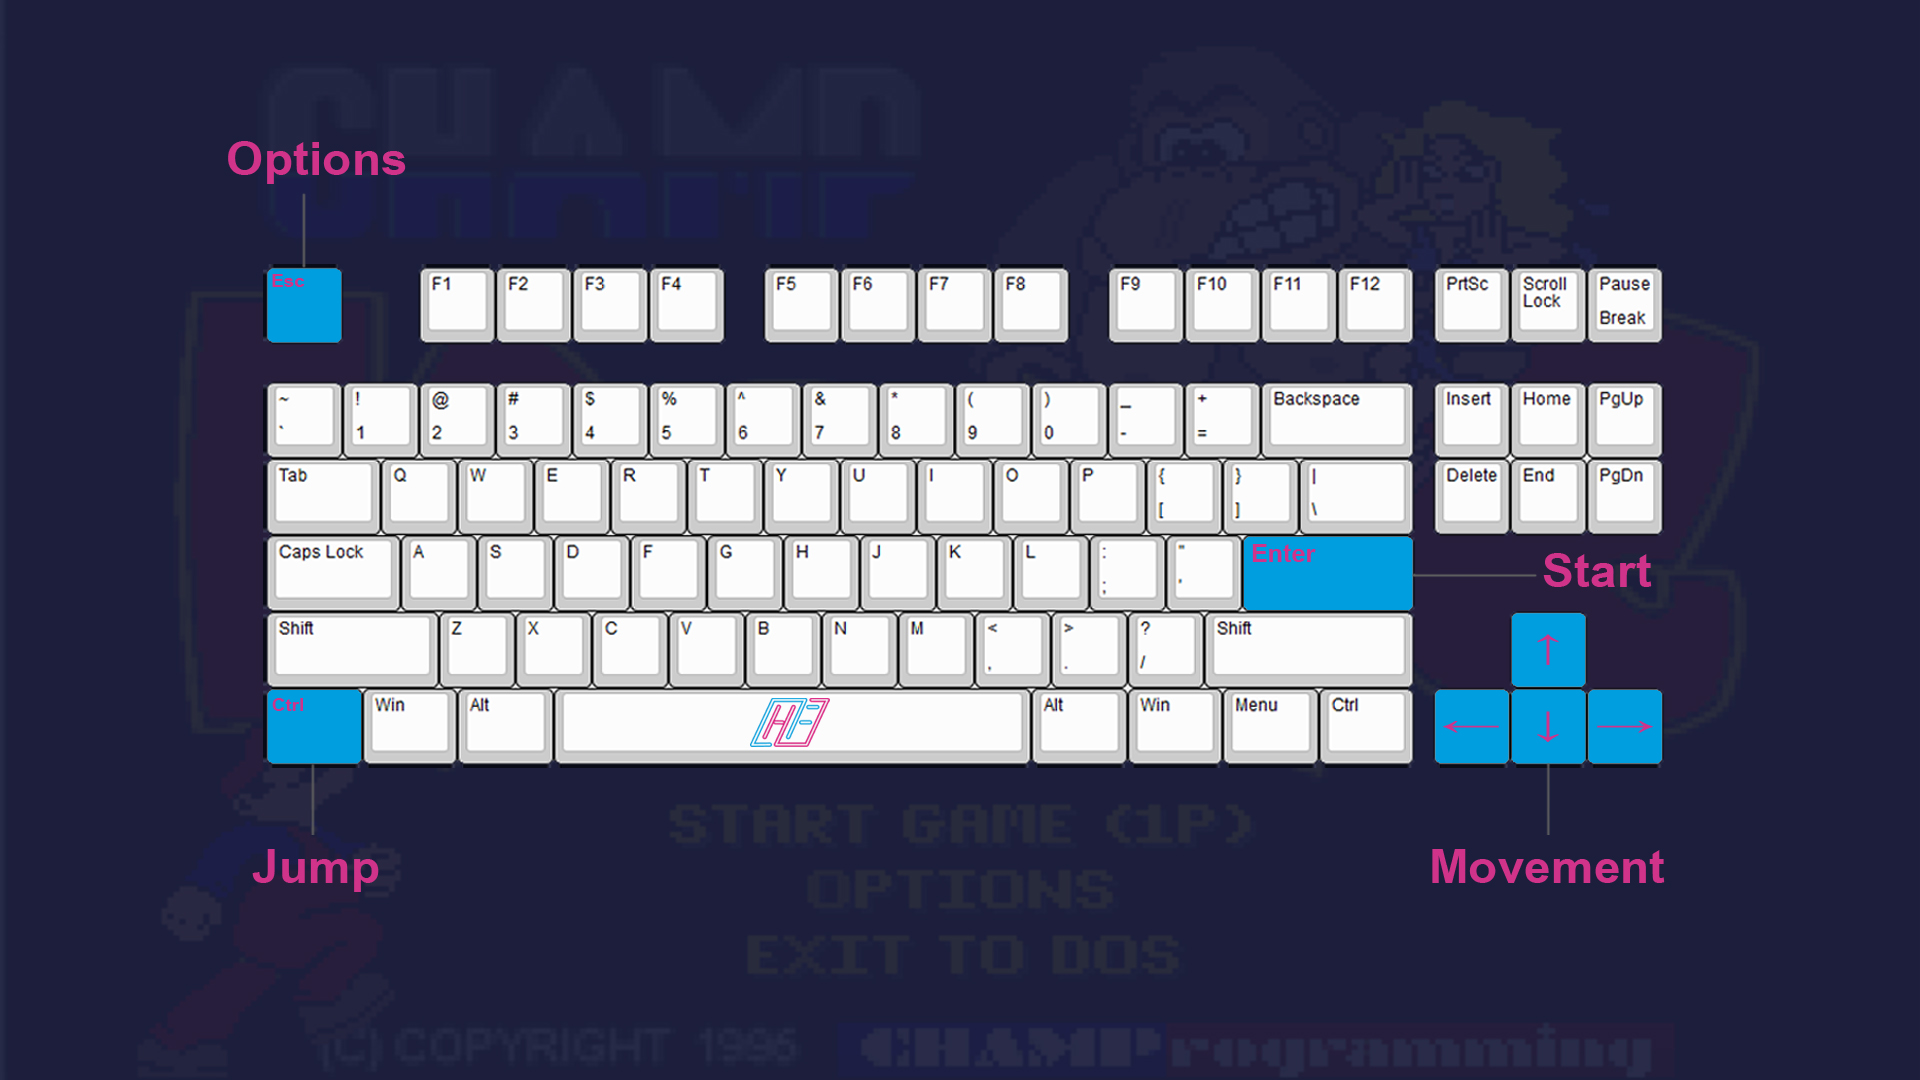 CHAMP
Options
Esc F1 F2 F3 F4 F5 F6 F7 F8 F9 F10 F11 F12 PrtSc Scroll Lock Pause Break
~ ` ! 1 @ 2 # 3 $ 4 % 5 ^ 6 & 7 * 8 ( 9 ) 0 _ - + = Backspace Insert Home PgUp
Tab Q W E R T Y U I O P { [ } ] | \ Delete End PgDn
Caps Lock A S D F G H J K L : ; " ' Enter
Start
Shift Z X C V B N M < , > . ? / Shift ↑
Ctrl Win Alt Alt Win Menu Ctrl ← ↓ →
START GAME (1P)
Jump
Movement
OPTIONS
EXIT TO DOS
(C) COPYRIGHT 1996 CHAMProgramming